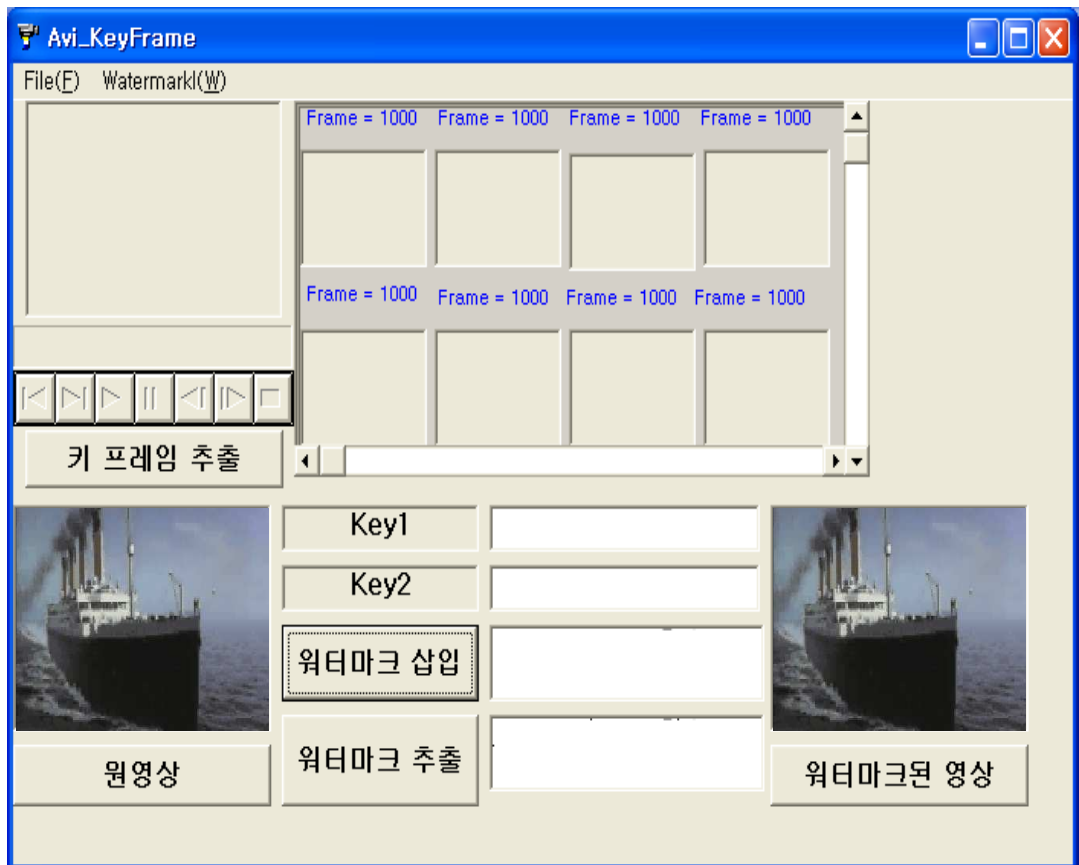 Avi_KeyFrame
File(F) Watermarkl(W)
Frame = 1000 Frame = 1000 Frame = 1000 Frame = 1000
Frame = 1000 Frame = 1000 Frame = 1000 Frame = 1000
키 프레임 추출
Key1
Key2
워터마크 삽입
워터마크 추출
원영상
워터마크된 영상